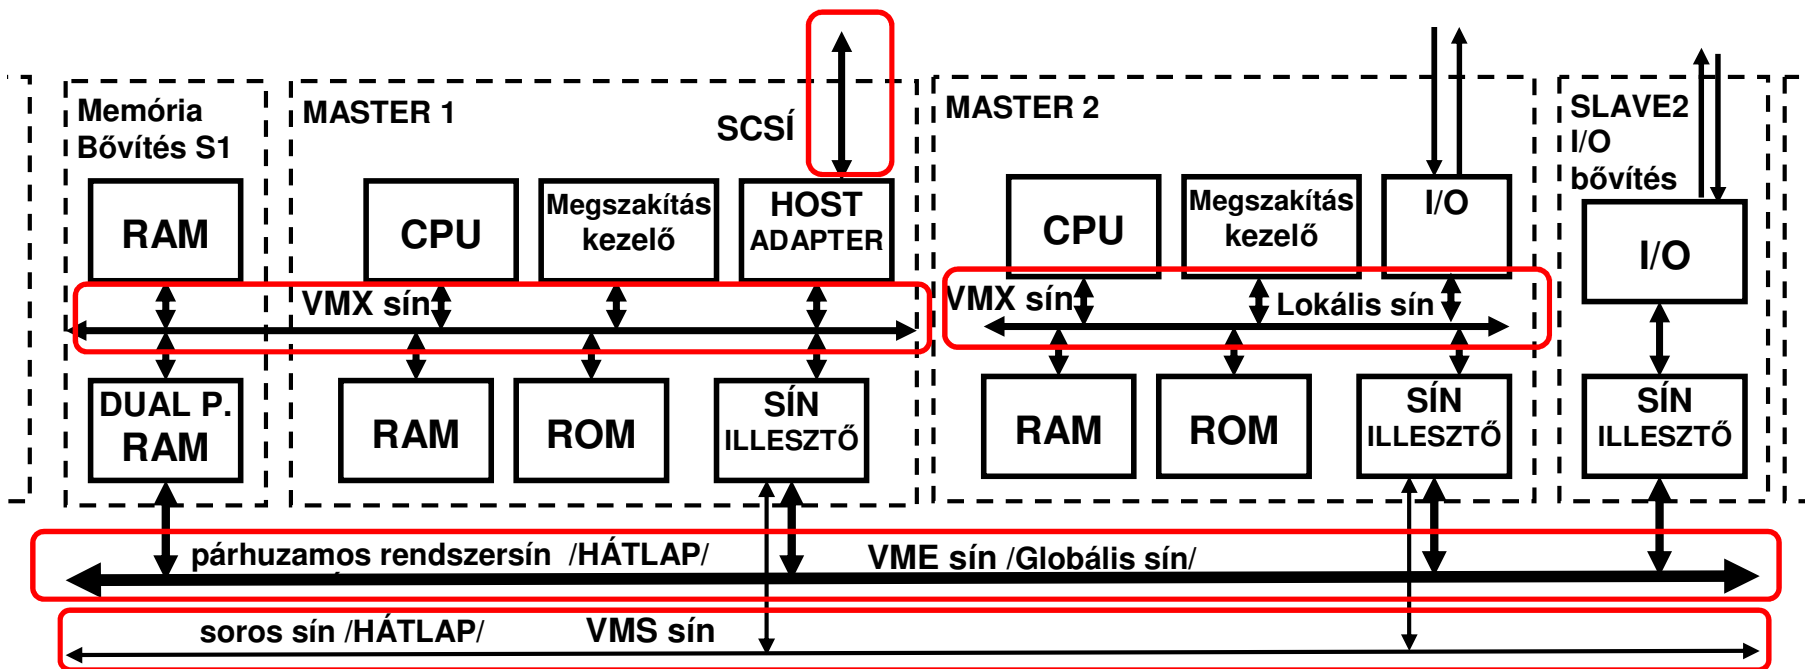 Memória
Bővítés S1
RAM
DUAL P.
RAM
MASTER 1
SCSÍ
CPU
Megszakítás
kezelő
HOST
ADAPTER
VMX sín
RAM
ROM
SÍN
ILLESZTŐ
MASTER 2
CPU
Megszakítás
kezelő
I/O
VMX sín
Lokális sín
RAM
ROM
SÍN
ILLESZTŐ
SLAVE2
I/O
bővítés
I/O
SÍN
ILLESZTŐ
párhuzamos rendszersín /HÁTLAP/
VME sín /Globális sín/
soros sín /HÁTLAP/
VMS sín